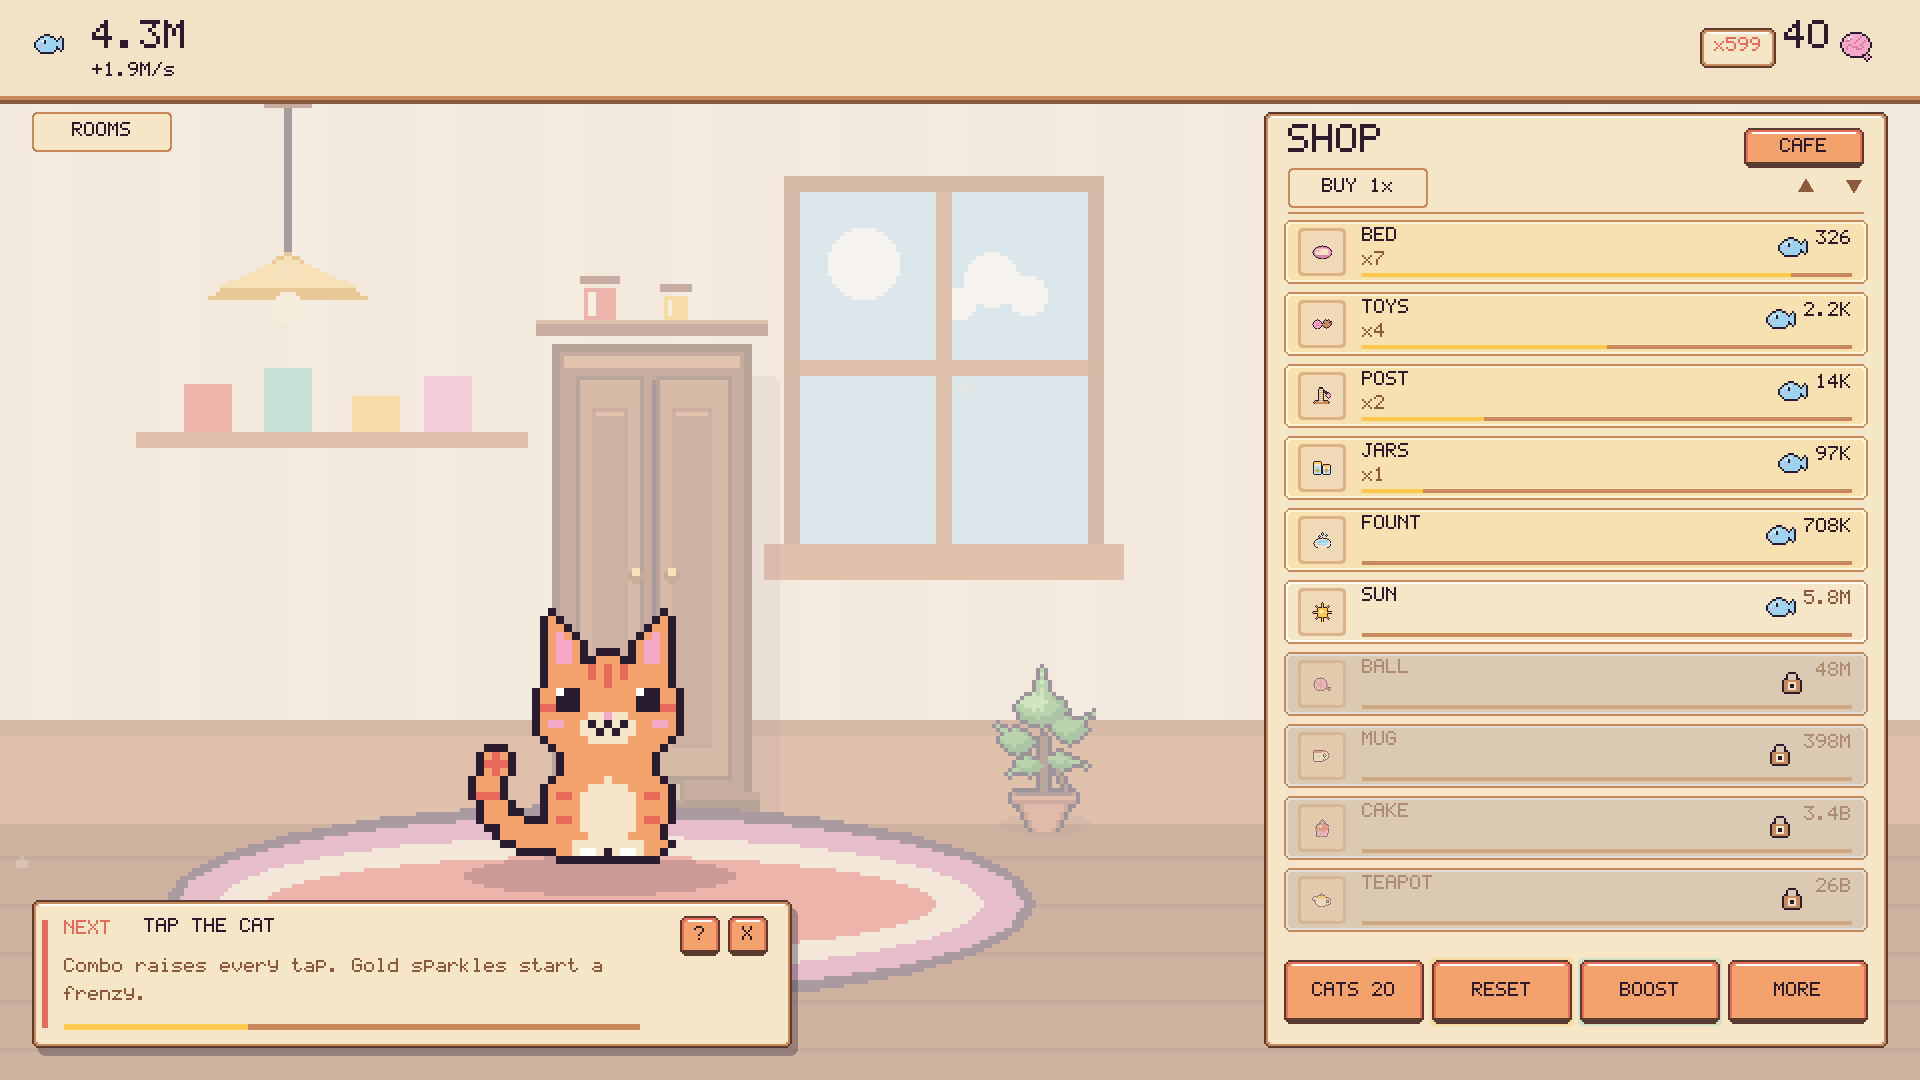 4.3M
+1.9M/s
x599
40
ROOMS
SHOP
CAFE
BUY 1x
BED
326
x7
TOYS
2.2K
x4
POST
14K
x2
JARS
97K
x1
FOUNT
708K
SUN
5.8M
BALL
48M
MUG
398M
CAKE
3.4B
TEAPOT
26B
NEXT TAP THE CAT
? X
Combo raises every tap. Gold sparkles start a
frenzy.
CATS 20
RESET
BOOST
MORE